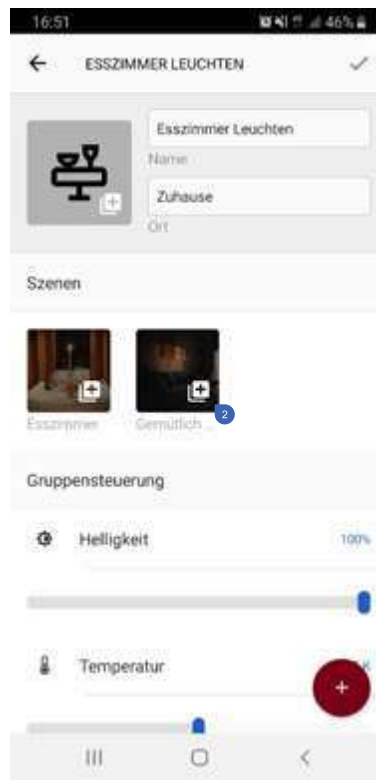 16:51
46%
ESSZIMMER LEUCHTEN
Esszimmer Leuchten
Name
Zuhause
Ort
Szenen
Esszimmer
Gemütlich ...
2
Gruppensteuerung
Helligkeit
100%
Temperatur
K
+